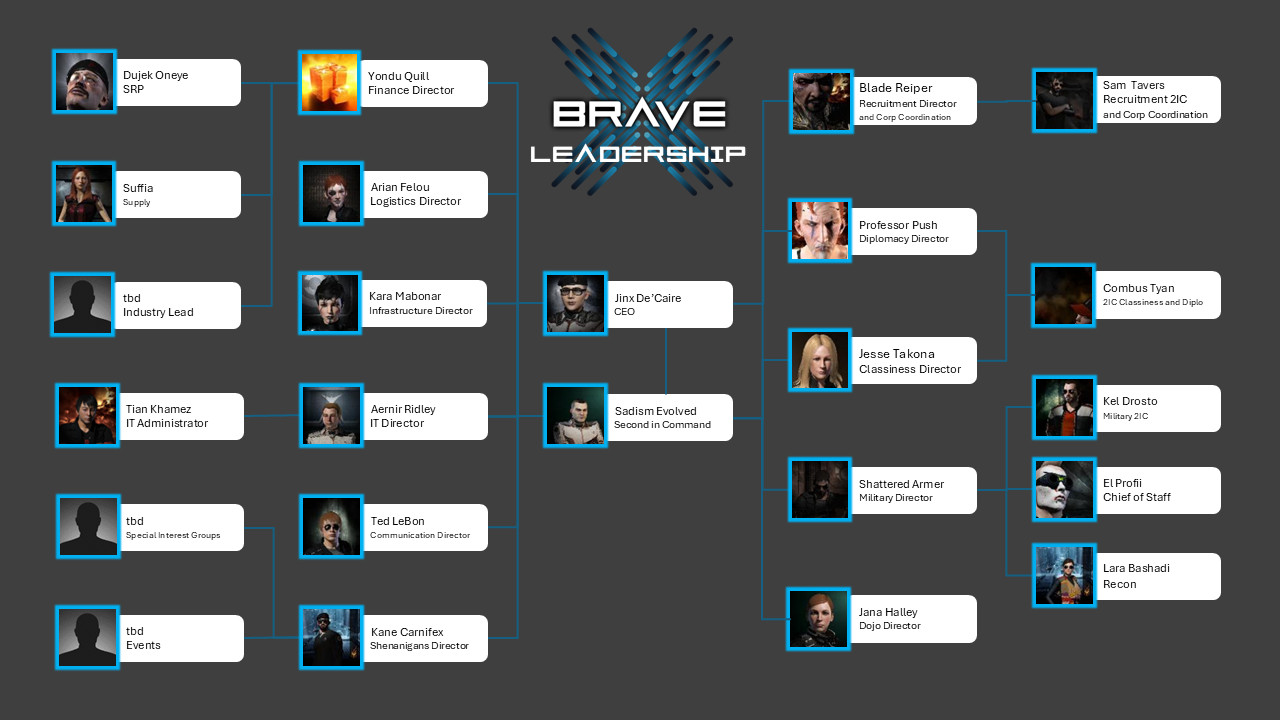 BRAVE
LEADERSHIP
Dujek Oneye
SRP
Suffia
Supply
tbd
Industry Lead
Tian Khamez
IT Administrator
tbd
Special Interest Groups
tbd
Events
Yondu Quill
Finance Director
Arian Felou
Logistics Director
Kara Mabonar
Infrastructure Director
Aernir Ridley
IT Director
Ted LeBon
Communication Director
Kane Carnifex
Shenanigans Director
Jinx De'Caire
CEO
Sadism Evolved
Second in Command
Blade Reiper
Recruitment Director
and Corp Coordination
Professor Push
Diplomacy Director
Jesse Takona
Classiness Director
Shattered Armer
Military Director
Jana Halley
Dojo Director
Sam Tavers
Recruitment 2IC
and Corp Coordination
Combus Tyan
2IC Classiness and Diplo
Kel Drosto
Military 2IC
El Profii
Chief of Staff
Lara Bashadi
Recon